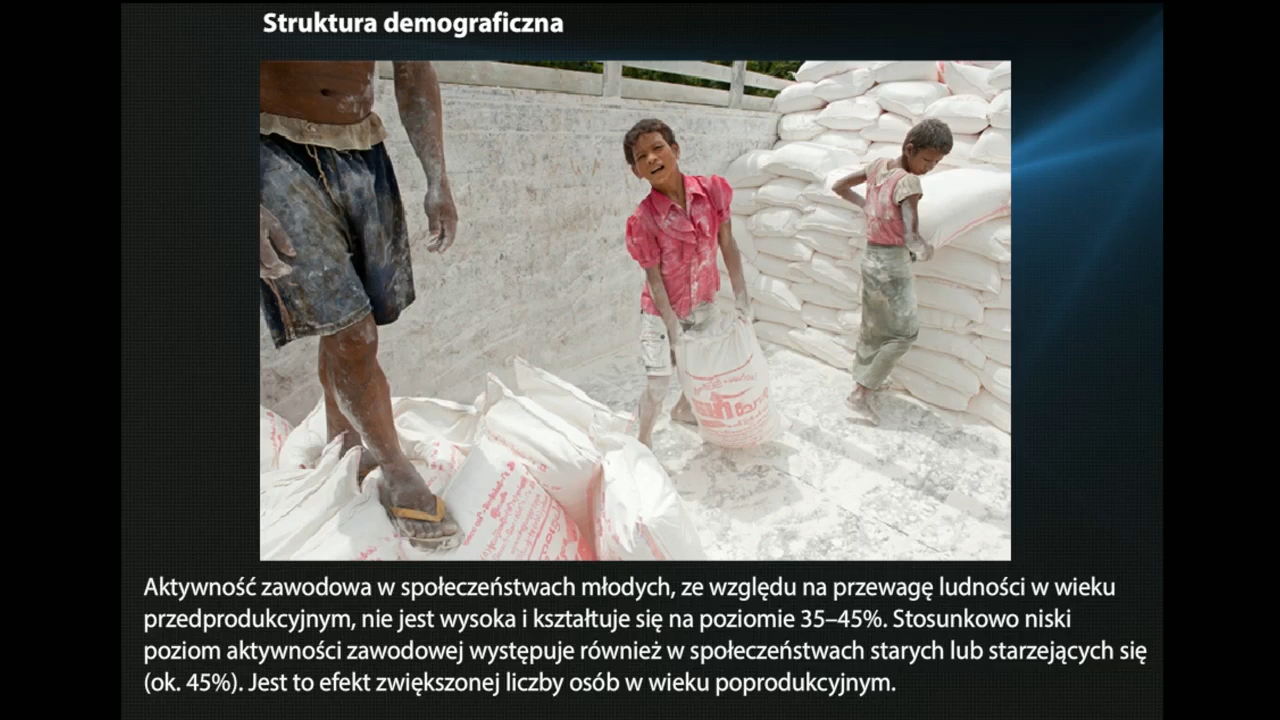 Struktura demograficzna
Aktywność zawodowa w społeczeństwach młodych, ze względu na przewagę ludności w wieku
przedprodukcyjnym, nie jest wysoka i kształtuje się na poziomie 35–45%. Stosunkowo niski
poziom aktywności zawodowej występuje również w społeczeństwach starych lub starzejących się
(ok. 45%). Jest to efekt zwiększonej liczby osób w wieku poprodukcyjnym.